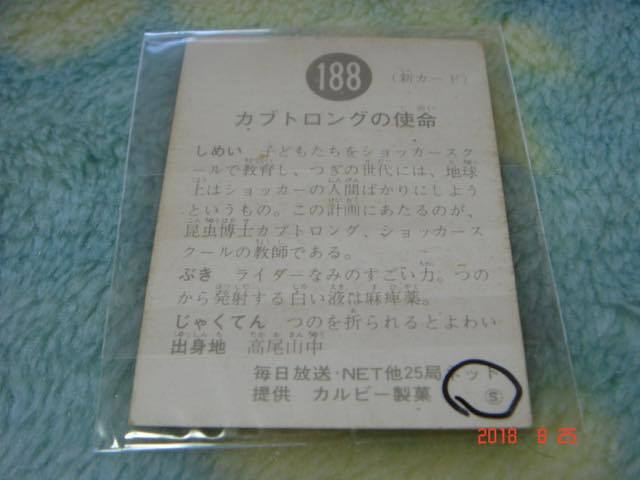 188
(新カード)
しめい
カブトロングの使命
しめい 子どもたちをショッカースク
ールで教育し、つぎの世代には、地球
上はショッカーの人間ばかりにしよう
というもの。この計画にあたるのが、
昆虫博士カブトロング、ショッカース
クールの教師である。
ぶき ライダーなみのすごい力。つの
から発射する白い液は麻痺薬。
じゃくてん つのを折られるとよわい
出身地 高尾山中
毎日放送・NET他25局ネット
提供 カルビー製菓 Ⓢ
2018 8 25